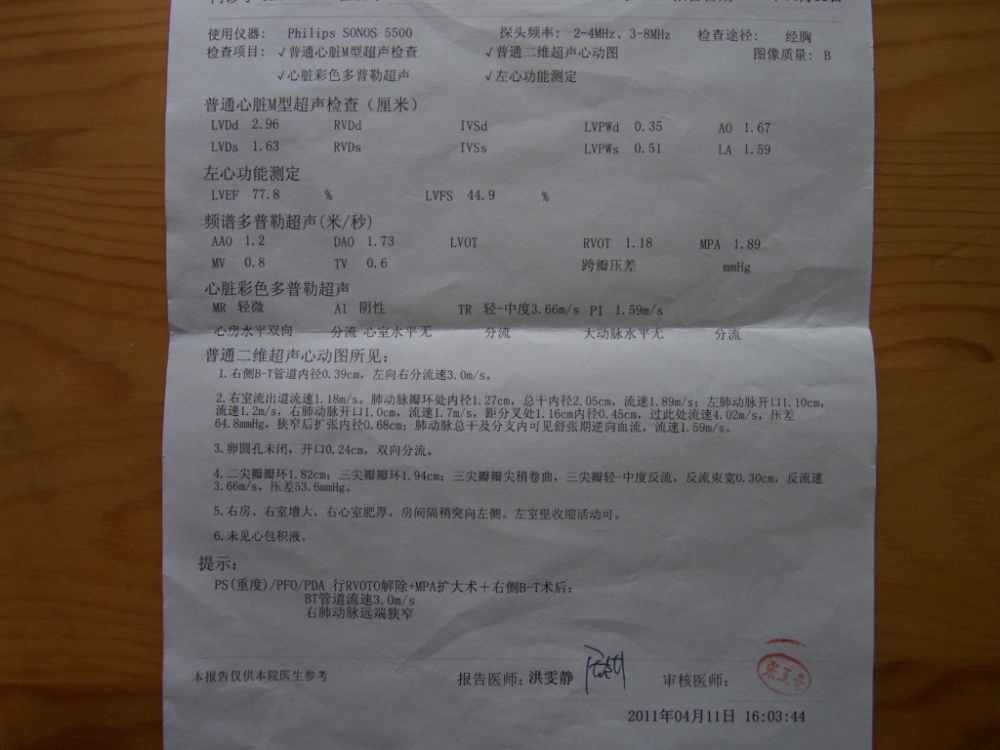 使用仪器: Philips SONOS 5500 探头频率: 2-4MHz、3-8MHz 检查途径: 经胸
检查项目: √普通心脏M型超声检查 √普通二维超声心动图 图像质量: B
√心脏彩色多普勒超声 √左心功能测定
普通心脏M型超声检查（厘米）
LVDd 2.96 RVDd IVSd LVPWd 0.35 AO 1.67
LVDs 1.63 RVDs IVSs LVPWs 0.51 LA 1.59
左心功能测定
LVEF 77.8 % LVFS 44.9 %
频谱多普勒超声(米/秒)
AAO 1.2 DAO 1.73 LVOT RVOT 1.18 MPA 1.89
MV 0.8 TV 0.6 跨瓣压差 mmHg
心脏彩色多普勒超声
MR 轻微 AI 阴性 TR 轻-中度3.66m/s PI 1.59m/s
心房水平双向 分流 心室水平无 分流 大动脉水平无 分流
普通二维超声心动图所见:
1.右侧B-T管道内径0.39cm，左向右分流速3.0m/s。
2.右室流出道流速1.18m/s。肺动脉瓣环处内径1.27cm，总干内径2.05cm，流速1.89m/s；左肺动脉开口1.10cm，
流速1.2m/s，右肺动脉开口1.0cm，流速1.7m/s，距分叉处1.16cm内径0.45cm，过此处流速4.02m/s，压差
64.8mmHg，狭窄后扩张内径0.68cm；肺动脉总干及分支内可见舒张期逆向血流，流速1.59m/s。
3.卵圆孔未闭，开口0.24cm，双向分流。
4.二尖瓣瓣环1.82cm；三尖瓣瓣环1.94cm；三尖瓣瓣尖稍卷曲，三尖瓣轻-中度反流，反流束宽0.30cm，反流速
3.66m/s，压差53.6mmHg。
5.右房、右室增大，右心室肥厚，房间隔稍突向左侧。左室壁收缩活动可。
6.未见心包积液。
提示:
PS(重度)/PFO/PDA 行RVOTO解除+MPA扩大术＋右侧B-T术后:
BT管道流速3.0m/s
右肺动脉远端狭窄
本报告仅供本院医生参考 报告医师: 洪雯静 审核医师:
2011年04月11日 16:03:44